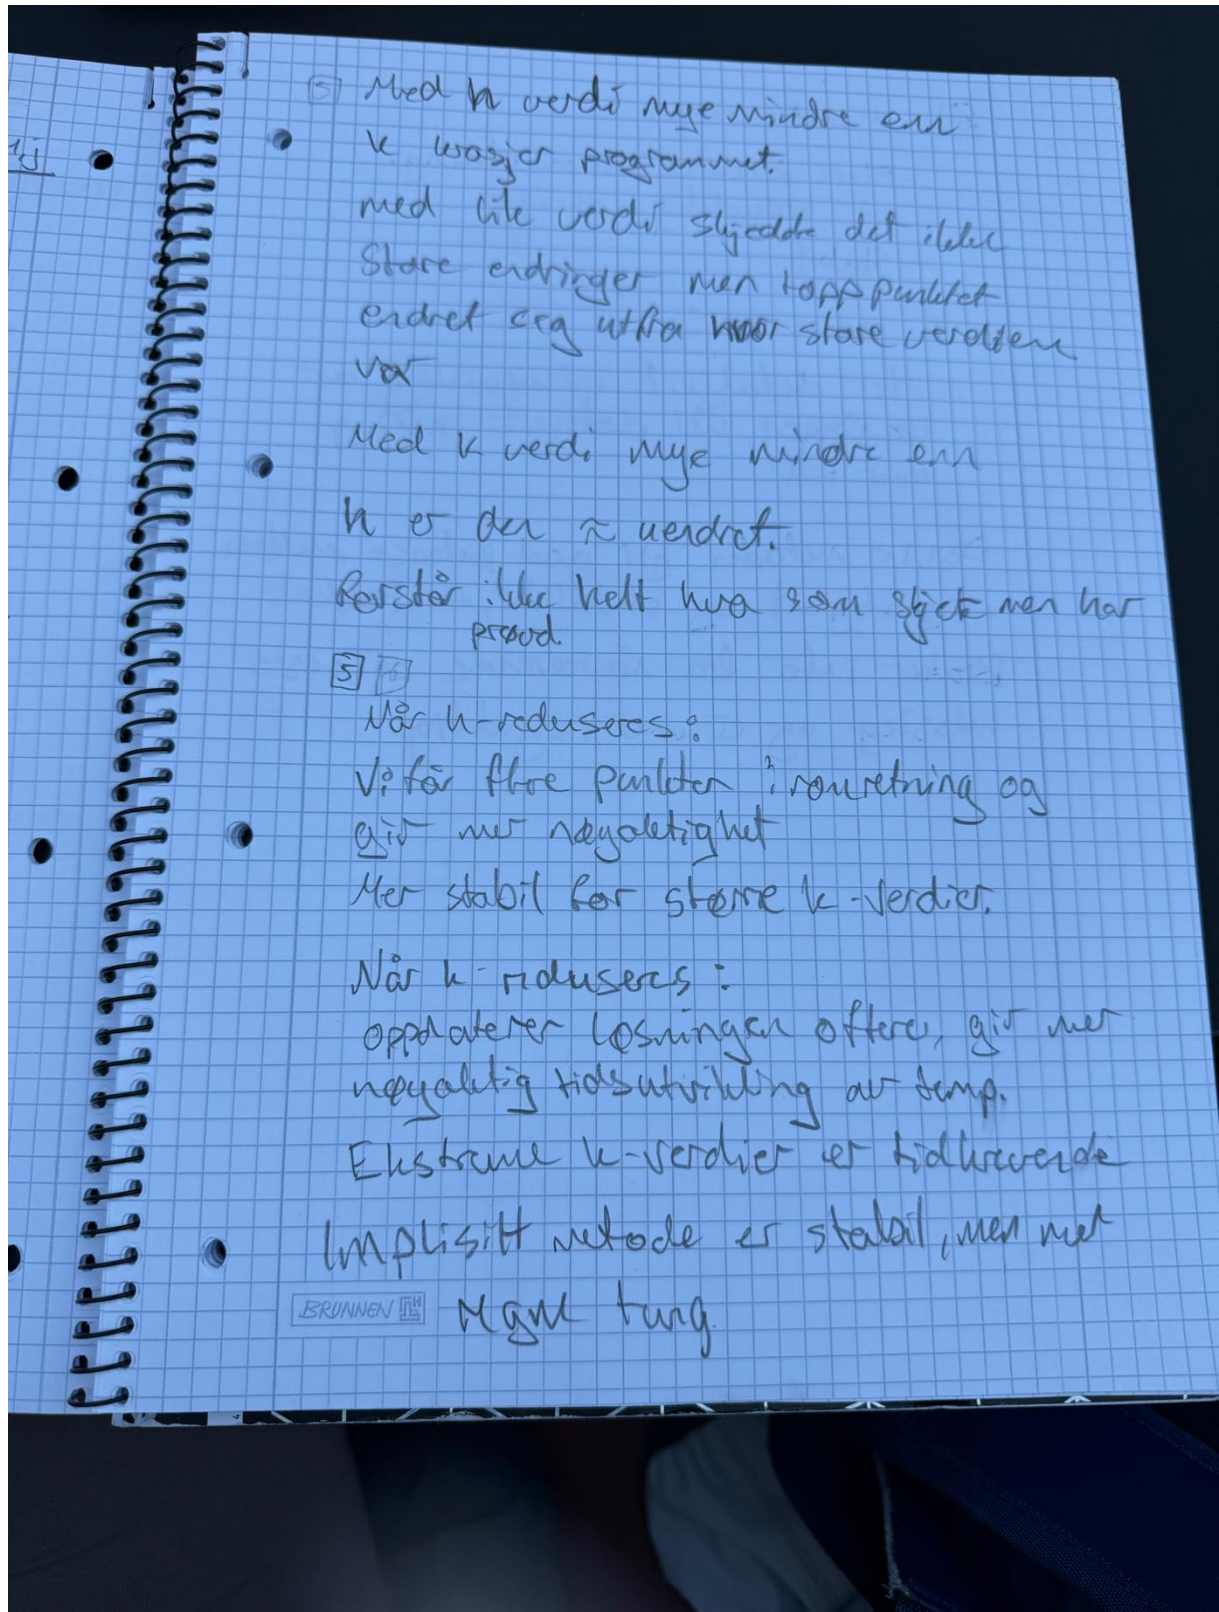 1j
5 Med h verdi mye mindre enn
k krasjer programmet.
med lik verdi skjedde det ikke
Store endringer men topppunktet
endret seg utfra hvor store verdiene
var
Med k verdi mye mindre enn
h er den ≈ uendret.
Forstår ikke helt hva som skjer men har
prøvd.
5
Når h-reduseres:
Vi får flere punkter i romretning og
gir mer nøyaktighet
Mer stabil for større k-verdier.
Når k-reduseres:
Oppdaterer løsningen oftere, gir mer
nøyaktig tidsutvikling av temp.
Ekstreme k-verdier er tidkrevende
Implisitt metode er stabil, men mer
regne tung.
BRUNNEN